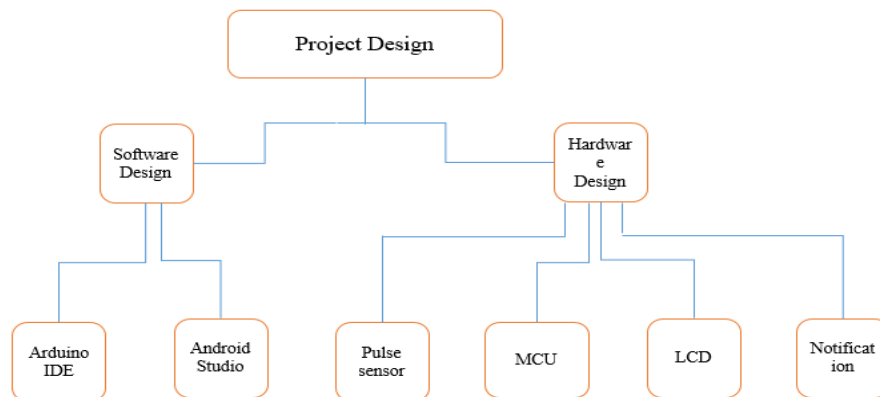 Project Design
Software
Design
Hardwar
e
Design
Arduino
IDE
Android
Studio
Pulse
sensor
MCU
LCD
Notificat
ion